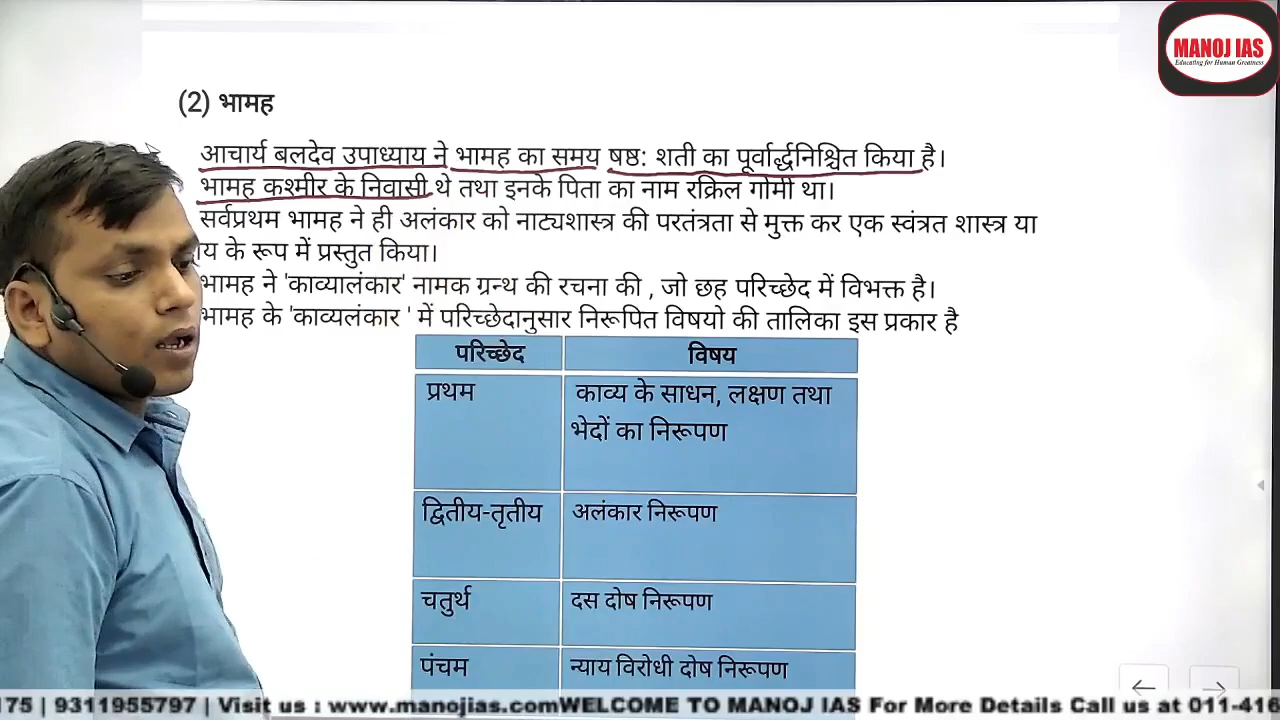 MANOJ IAS
Educating for Human Greatness
(2) भामह
आचार्य बलदेव उपाध्याय ने भामह का समय षष्ठ: शती का पूर्वार्द्धनिश्चित किया है।
भामह कश्मीर के निवासी थे तथा इनके पिता का नाम रक्रिल गोमी था।
सर्वप्रथम भामह ने ही अलंकार को नाट्यशास्त्र की परतंत्रता से मुक्त कर एक स्वंत्रत शास्त्र या
के रूप में प्रस्तुत किया।
भामह ने 'काव्यालंकार' नामक ग्रन्थ की रचना की , जो छह परिच्छेद में विभक्त है।
भामह के 'काव्यलंकार ' में परिच्छेदानुसार निरूपित विषयो की तालिका इस प्रकार है
परिच्छेद विषय
प्रथम काव्य के साधन, लक्षण तथा
भेदों का निरूपण
द्वितीय-तृतीय अलंकार निरूपण
चतुर्थ दस दोष निरूपण
पंचम न्याय विरोधी दोष निरूपण
175 | 9311955797 | Visit us : www.manojias.comWELCOME TO MANOJ IAS For More Details Call us at 011-416